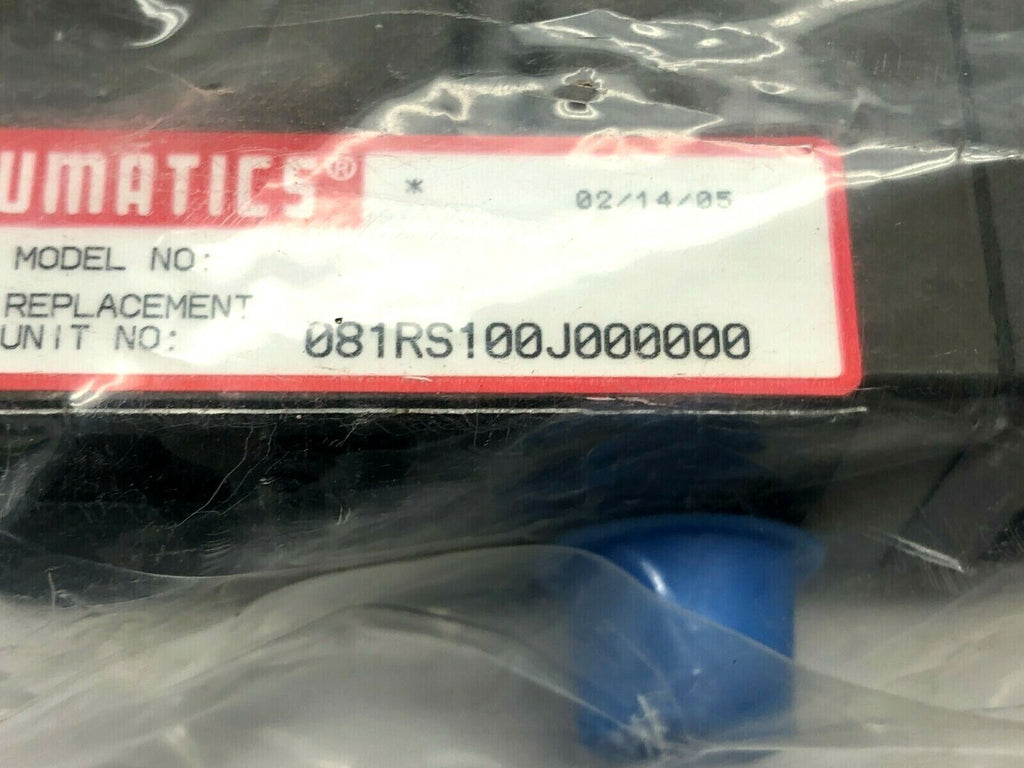 UMATICS®
* 02/14/05
MODEL NO:
REPLACEMENT
UNIT NO: 081RS100J000000